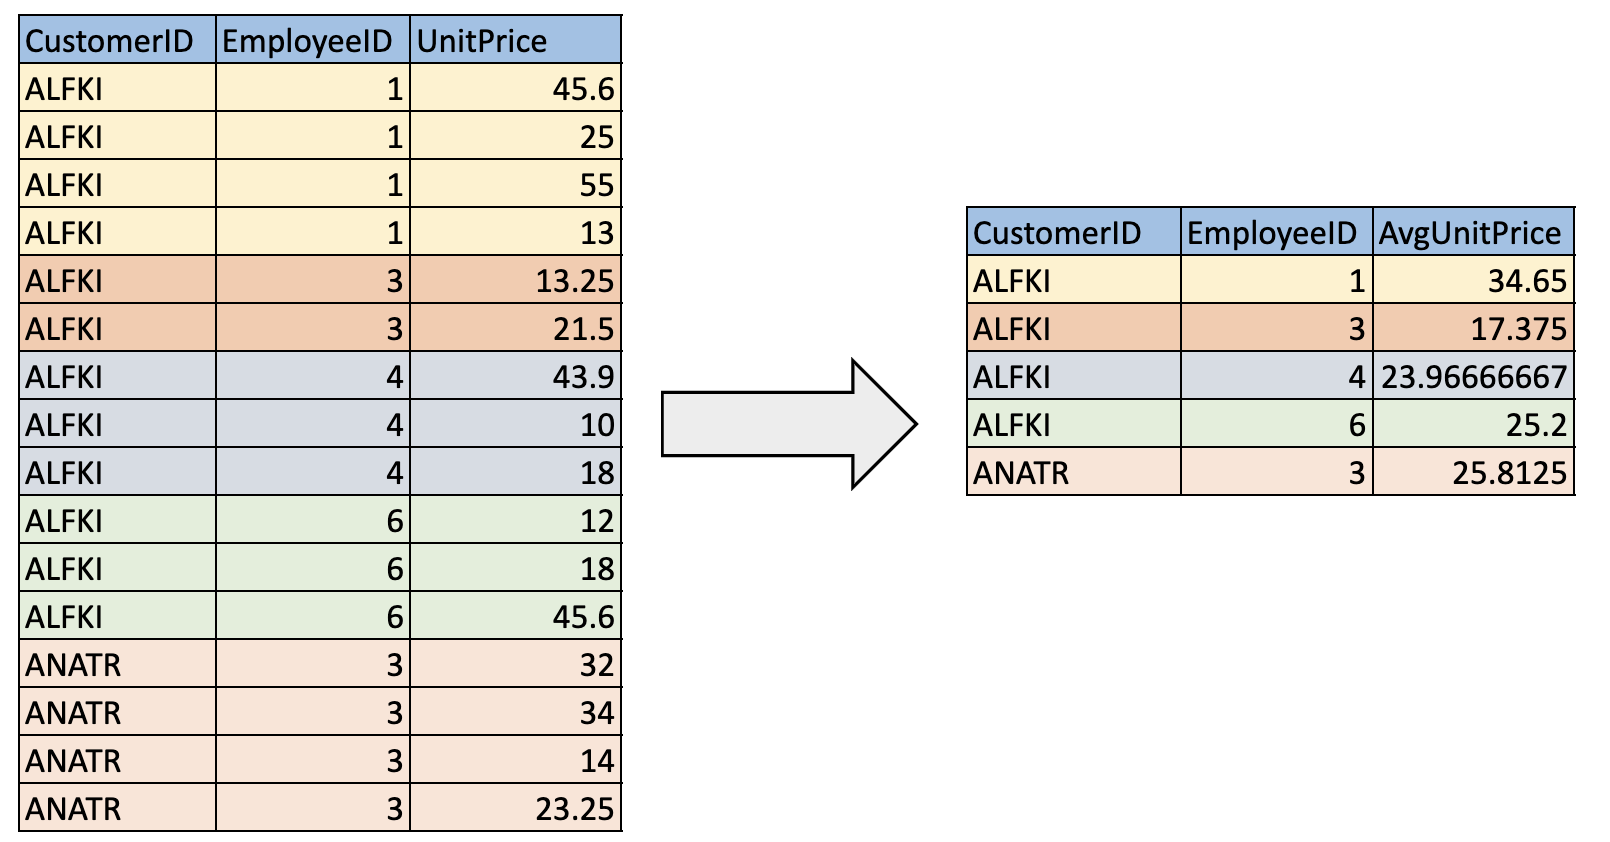 CustomerID EmployeeID UnitPrice
ALFKI 1 45.6
ALFKI 1 25
ALFKI 1 55
ALFKI 1 13
ALFKI 3 13.25
ALFKI 3 21.5
ALFKI 4 43.9
ALFKI 4 10
ALFKI 4 18
ALFKI 6 12
ALFKI 6 18
ALFKI 6 45.6
ANATR 3 32
ANATR 3 34
ANATR 3 14
ANATR 3 23.25
CustomerID EmployeeID AvgUnitPrice
ALFKI 1 34.65
ALFKI 3 17.375
ALFKI 4 23.96666667
ALFKI 6 25.2
ANATR 3 25.8125